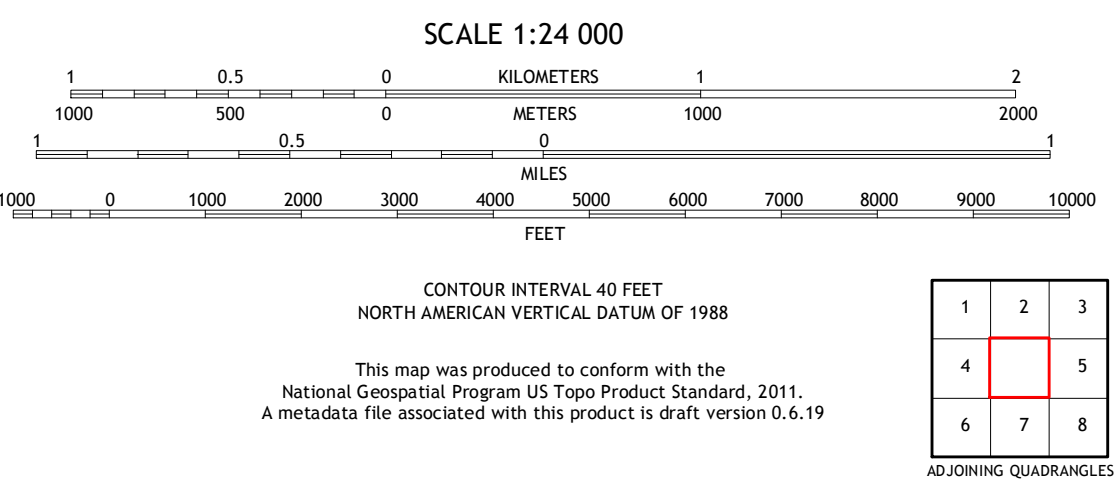 SCALE 1:24 000
1 0.5 0 KILOMETERS 1 2
1000 500 0 METERS 1000 2000
1 0.5 0 1
MILES
1000 0 1000 2000 3000 4000 5000 6000 7000 8000 9000 10000
FEET
CONTOUR INTERVAL 40 FEET
NORTH AMERICAN VERTICAL DATUM OF 1988
This map was produced to conform with the
National Geospatial Program US Topo Product Standard, 2011.
A metadata file associated with this product is draft version 0.6.19
1 2 3
4 5
6 7 8
ADJOINING QUADRANGLES